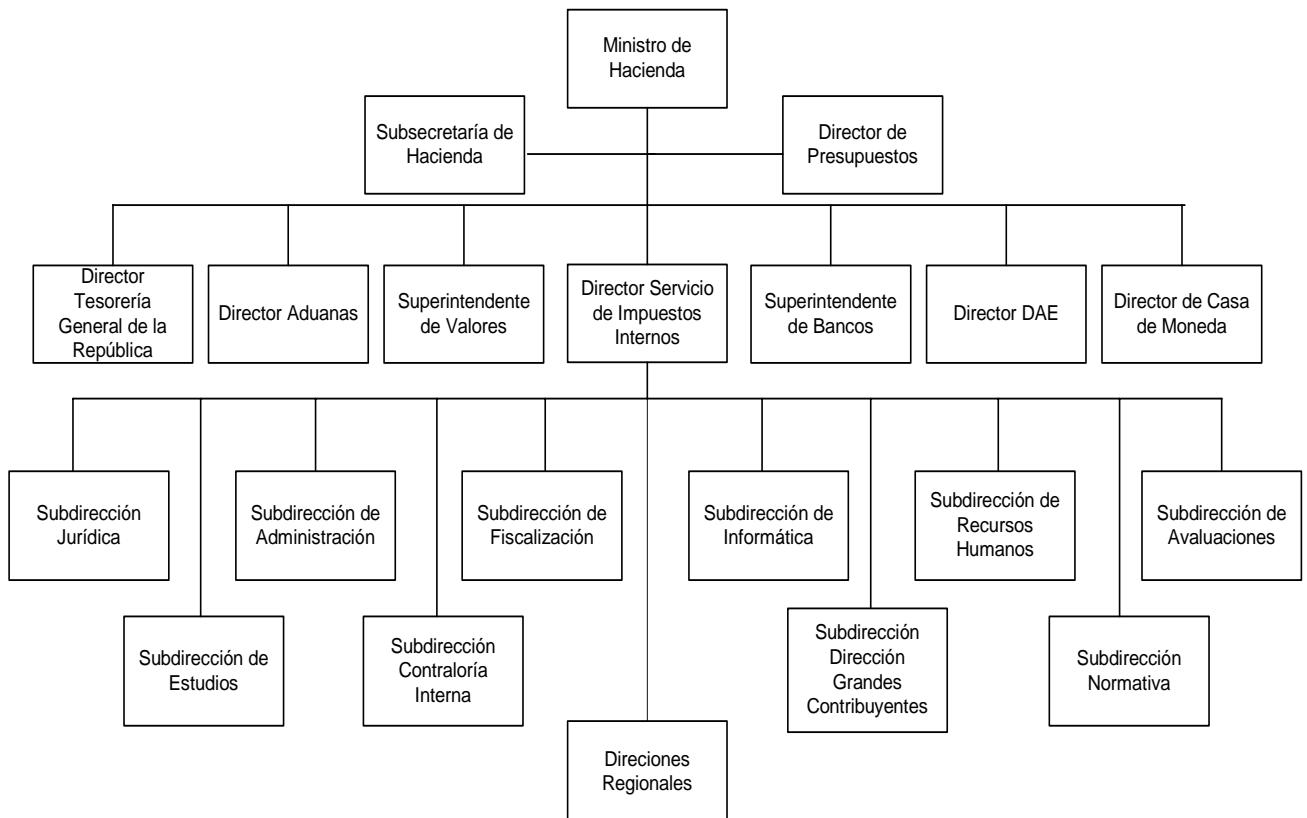 Ministro de
Hacienda
Subsecretaría de
Hacienda
Director de
Presupuestos
Director
Tesorería
General de la
República
Director Aduanas
Superintendente
de Valores
Director Servicio
de Impuestos
Internos
Superintendente
de Bancos
Director DAE
Director de Casa
de Moneda
Subdirección
Jurídica
Subdirección de
Administración
Subdirección de
Fiscalización
Subdirección de
Informática
Subdirección de
Recursos
Humanos
Subdirección de
Avaluaciones
Subdirección de
Estudios
Subdirección
Contraloría
Interna
Subdirección
Dirección
Grandes
Contribuyentes
Subdirección
Normativa
Direciones
Regionales